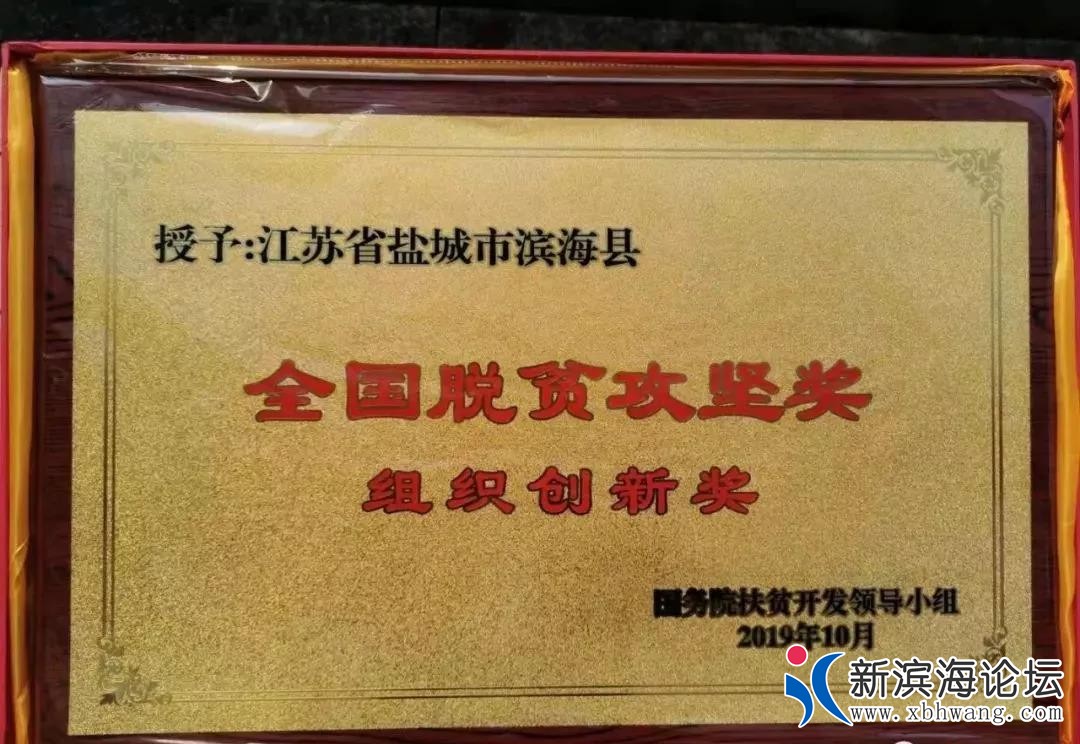 授予:江苏省盐城市滨海县
全国脱贫攻坚奖
组织创新奖
国务院扶贫开发领导小组
2019年10月
新滨海论坛
www.xbhwang.com